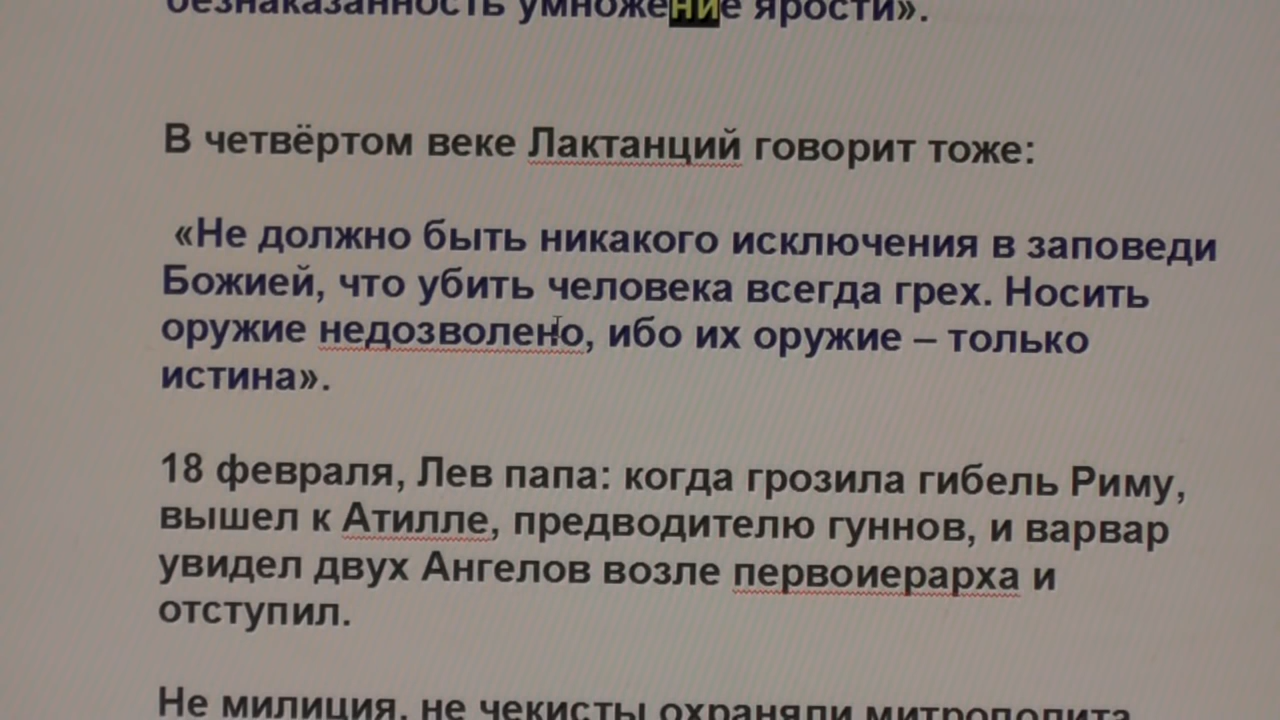 безнаказанность умножение ярости».
В четвёртом веке Лактанций говорит тоже:
«Не должно быть никакого исключения в заповеди
Божией, что убить человека всегда грех. Носить
оружие недозволено, ибо их оружие – только
истина».
18 февраля, Лев папа: когда грозила гибель Риму,
вышел к Атилле, предводителю гуннов, и варвар
увидел двух Ангелов возле первоиерарха и
отступил.
Не милиция, не чекисты охраняли митрополита